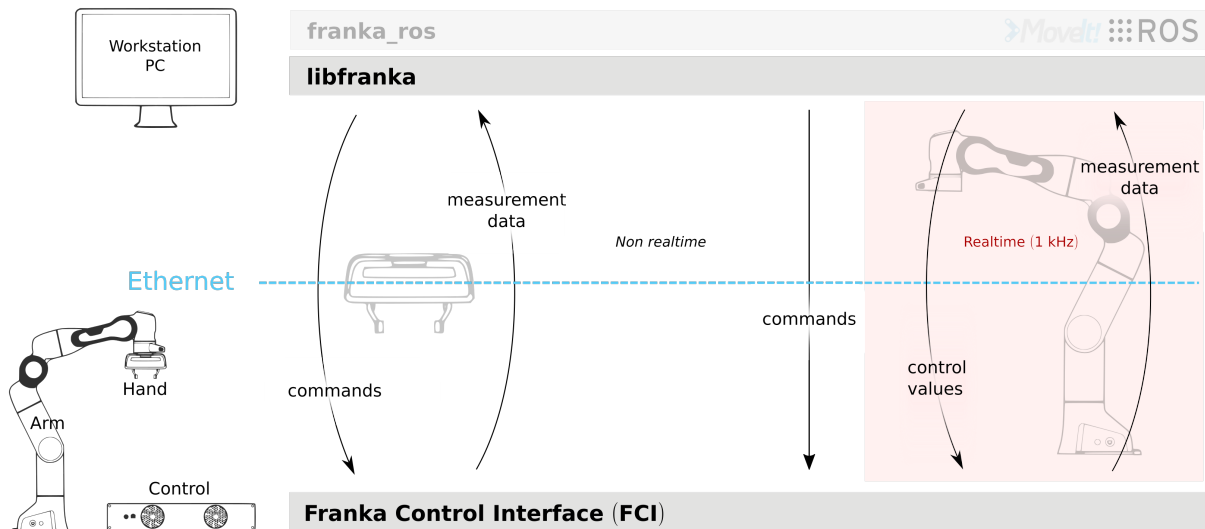 Workstation
PC
franka_ros
MoveIt!
ROS
libfranka
measurement
data
measurement
data
Non realtime
Realtime (1 kHz)
Ethernet
commands
control
values
commands
Hand
Arm
Control
Franka Control Interface (FCI)